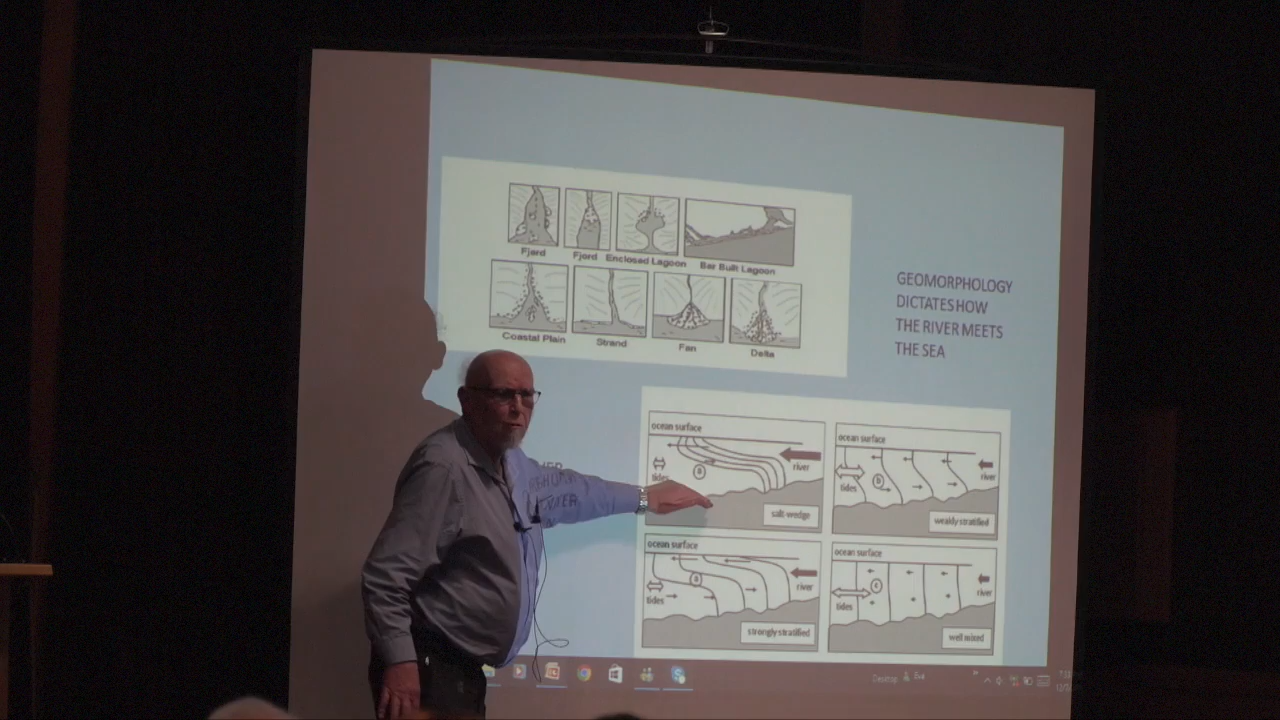 Fjord
Fjord
Enclosed Lagoon
Bar Built Lagoon
Coastal Plain
Strand
Fan
Delta
GEOMORPHOLOGY
DICTATES HOW
THE RIVER MEETS
THE SEA
ocean surface
a
tides
river
salt-wedge
ocean surface
b
tides
river
weakly stratified
ocean surface
a
tides
river
strongly stratified
ocean surface
c
tides
river
well mixed
Desktop